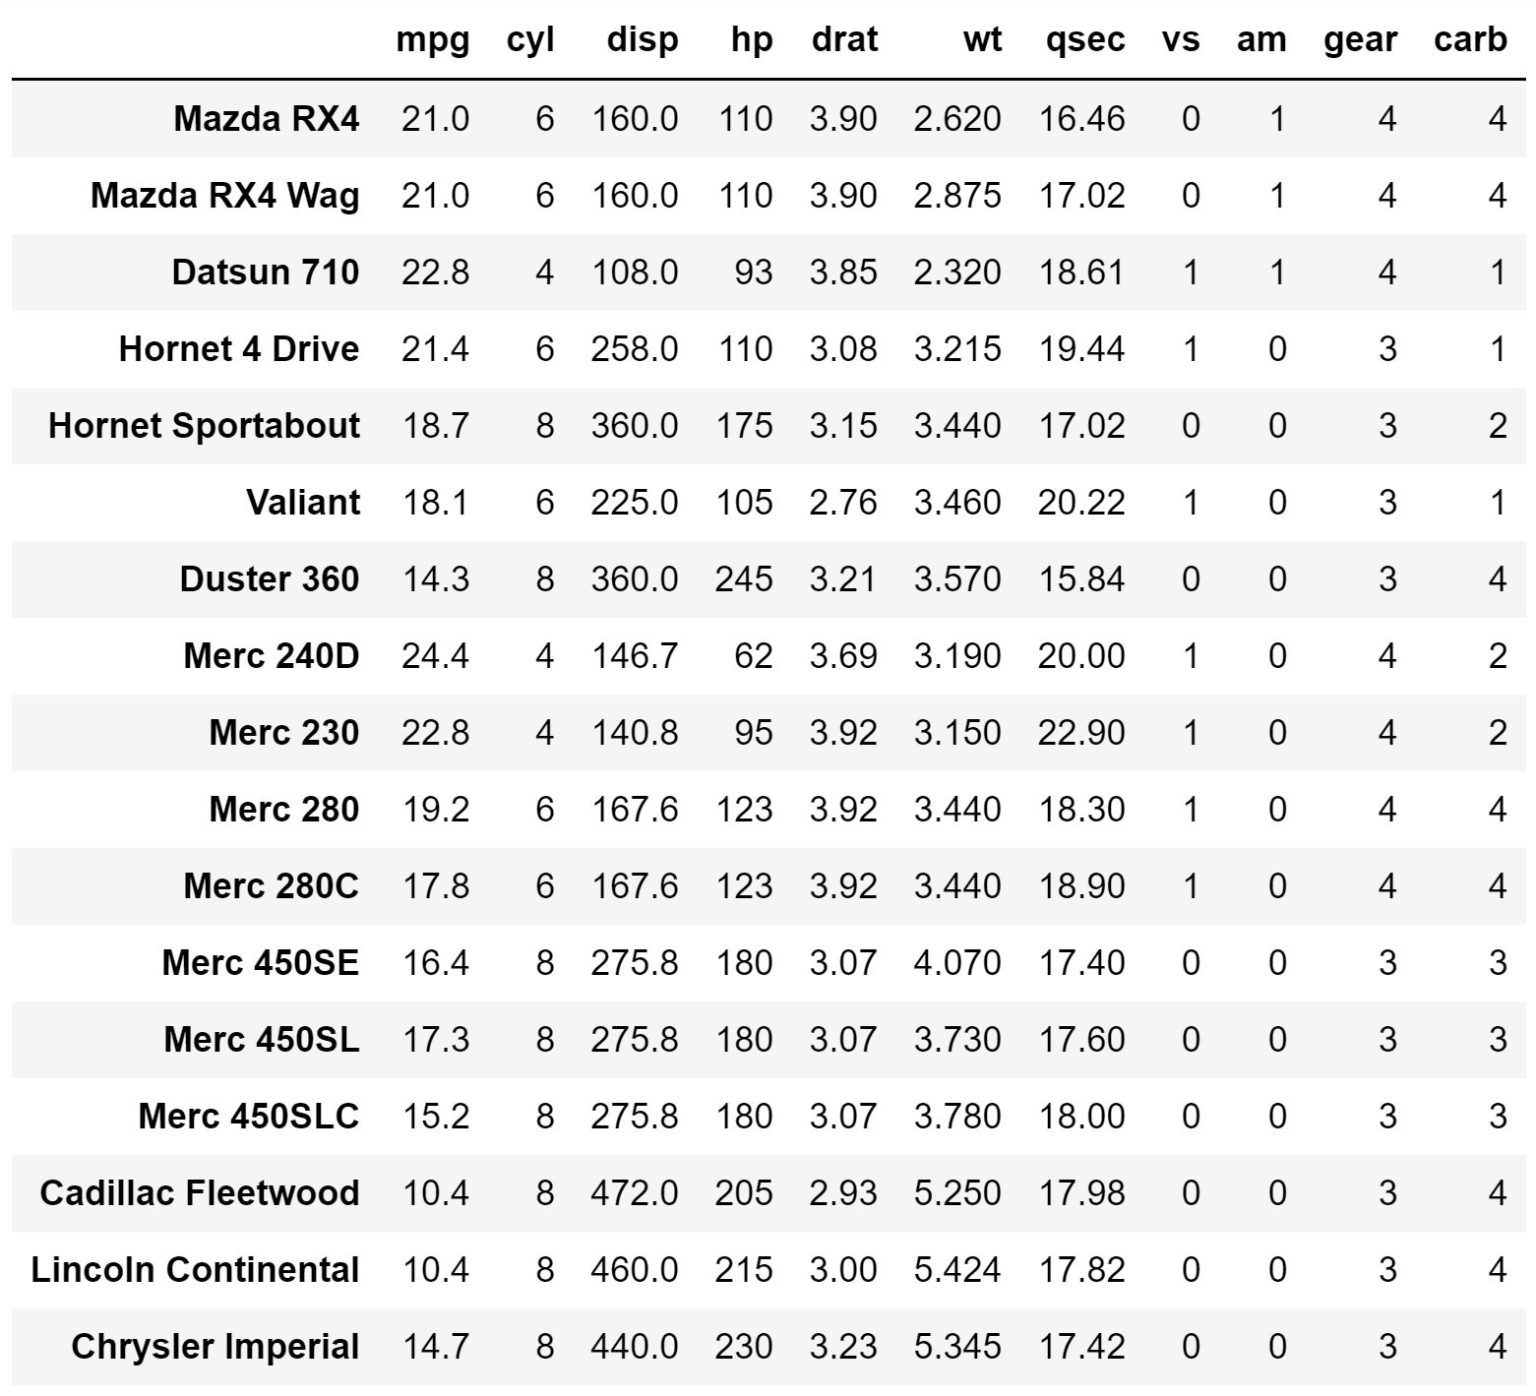 mpg cyl disp hp drat wt qsec vs am gear carb
Mazda RX4 21.0 6 160.0 110 3.90 2.620 16.46 0 1 4 4
Mazda RX4 Wag 21.0 6 160.0 110 3.90 2.875 17.02 0 1 4 4
Datsun 710 22.8 4 108.0 93 3.85 2.320 18.61 1 1 4 1
Hornet 4 Drive 21.4 6 258.0 110 3.08 3.215 19.44 1 0 3 1
Hornet Sportabout 18.7 8 360.0 175 3.15 3.440 17.02 0 0 3 2
Valiant 18.1 6 225.0 105 2.76 3.460 20.22 1 0 3 1
Duster 360 14.3 8 360.0 245 3.21 3.570 15.84 0 0 3 4
Merc 240D 24.4 4 146.7 62 3.69 3.190 20.00 1 0 4 2
Merc 230 22.8 4 140.8 95 3.92 3.150 22.90 1 0 4 2
Merc 280 19.2 6 167.6 123 3.92 3.440 18.30 1 0 4 4
Merc 280C 17.8 6 167.6 123 3.92 3.440 18.90 1 0 4 4
Merc 450SE 16.4 8 275.8 180 3.07 4.070 17.40 0 0 3 3
Merc 450SL 17.3 8 275.8 180 3.07 3.730 17.60 0 0 3 3
Merc 450SLC 15.2 8 275.8 180 3.07 3.780 18.00 0 0 3 3
Cadillac Fleetwood 10.4 8 472.0 205 2.93 5.250 17.98 0 0 3 4
Lincoln Continental 10.4 8 460.0 215 3.00 5.424 17.82 0 0 3 4
Chrysler Imperial 14.7 8 440.0 230 3.23 5.345 17.42 0 0 3 4